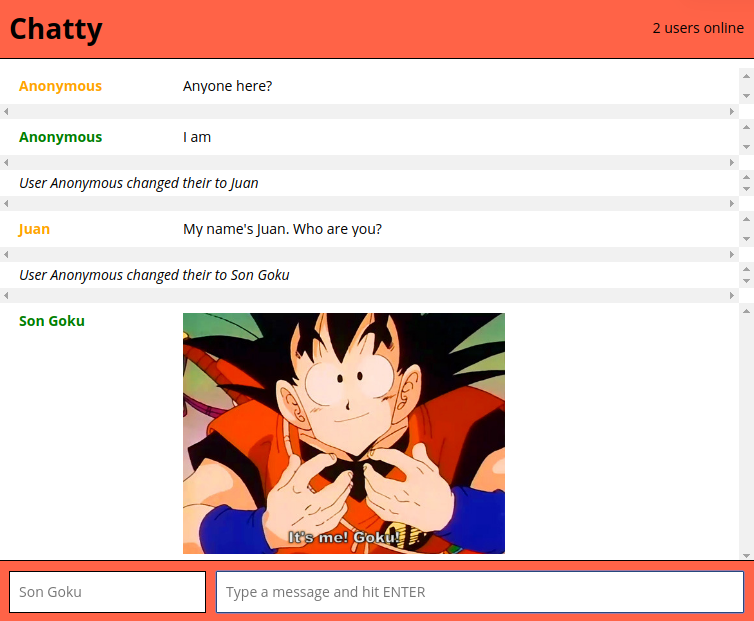 Chatty
2 users online
Anonymous Anyone here?
Anonymous I am
User Anonymous changed their to Juan
Juan My name's Juan. Who are you?
User Anonymous changed their to Son Goku
Son Goku
It's me! Goku!
Son Goku Type a message and hit ENTER